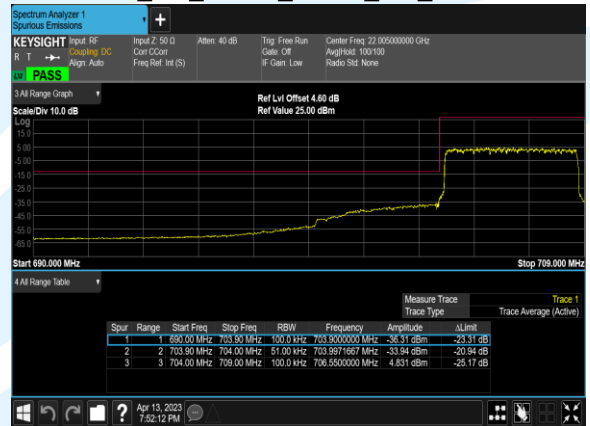 Spectrum Analyzer 1
Spurious Emissions
+
KEYSIGHT Input: RF Input Z: 50 Ω Atten: 40 dB Trig: Free Run Center Freq: 22.005000000 GHz
R T Coupling: DC Corr CCorr Gate: Off Avg|Hold: 100/100
Align: Auto Freq Ref: Int (S) IF Gain: Low Radio Std: None
PASS
3 All Range Graph
Ref Lvl Offset 4.60 dB
Scale/Div 10.0 dB Ref Value 25.00 dBm
Log
15.0
5.00
-5.00
-15.0
-25.0
-35.0
-45.0
-55.0
-65.0
Start 690.000 MHz Stop 709.000 MHz
4 All Range Table
Measure Trace Trace 1
Trace Type Trace Average (Active)
Spur Range Start Freq Stop Freq RBW Frequency Amplitude ΔLimit
1 1 690.00 MHz 703.90 MHz 100.0 kHz 703.9000000 MHz -36.31 dBm -23.31 dB
2 2 703.90 MHz 704.00 MHz 51.00 kHz 703.9971667 MHz -33.94 dBm -20.94 dB
3 3 704.00 MHz 709.00 MHz 100.0 kHz 706.5500000 MHz 4.831 dBm -25.17 dB
? Apr 13, 2023
7:52:12 PM